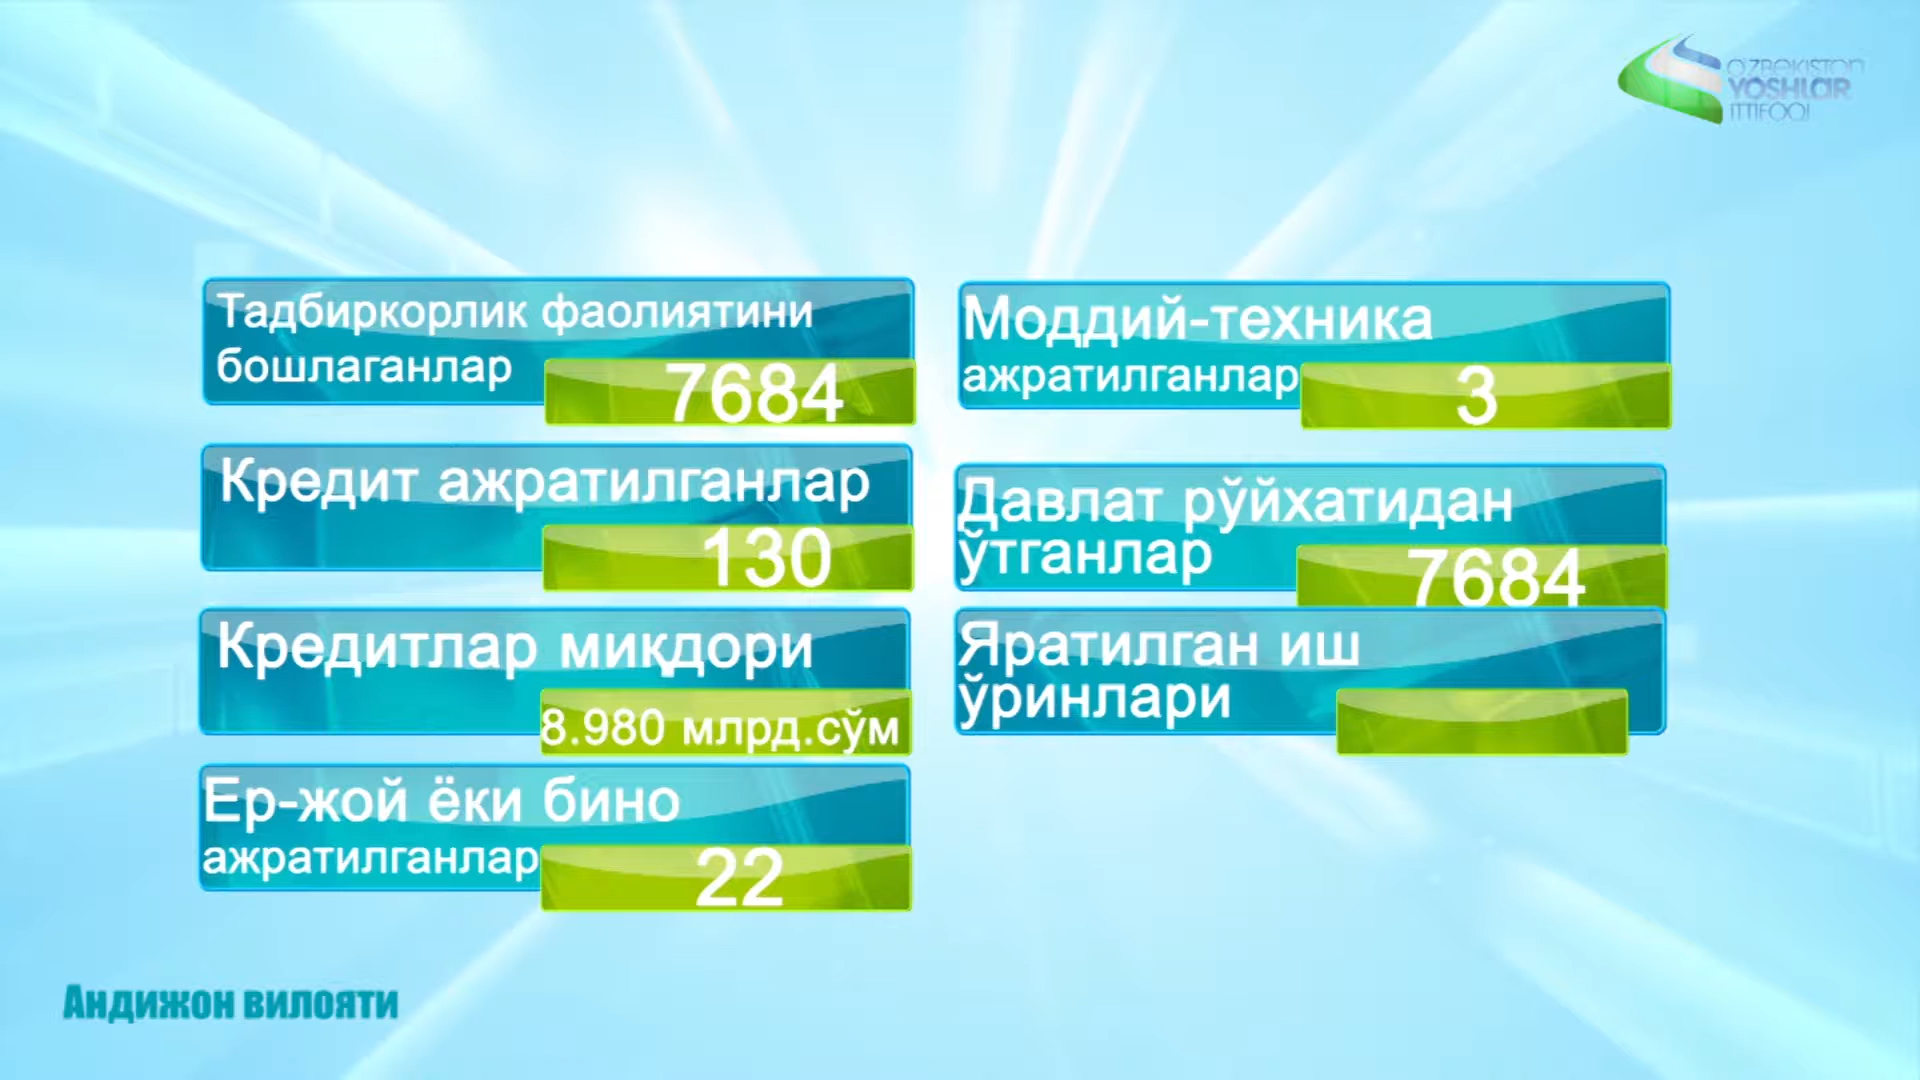 O'ZBEKISTON
YOSHLAR
ITTIFOQI
Тадбиркорлик фаолиятини
бошлаганлар
7684
Кредит ажратилганлар
130
Кредитлар миқдори
8.980 млрд.сўм
Ер-жой ёки бино
ажратилганлар
22
Моддий-техника
ажратилганлар
3
Давлат рўйхатидан
ўтганлар
7684
Яратилган иш
ўринлари
Андижон вилояти